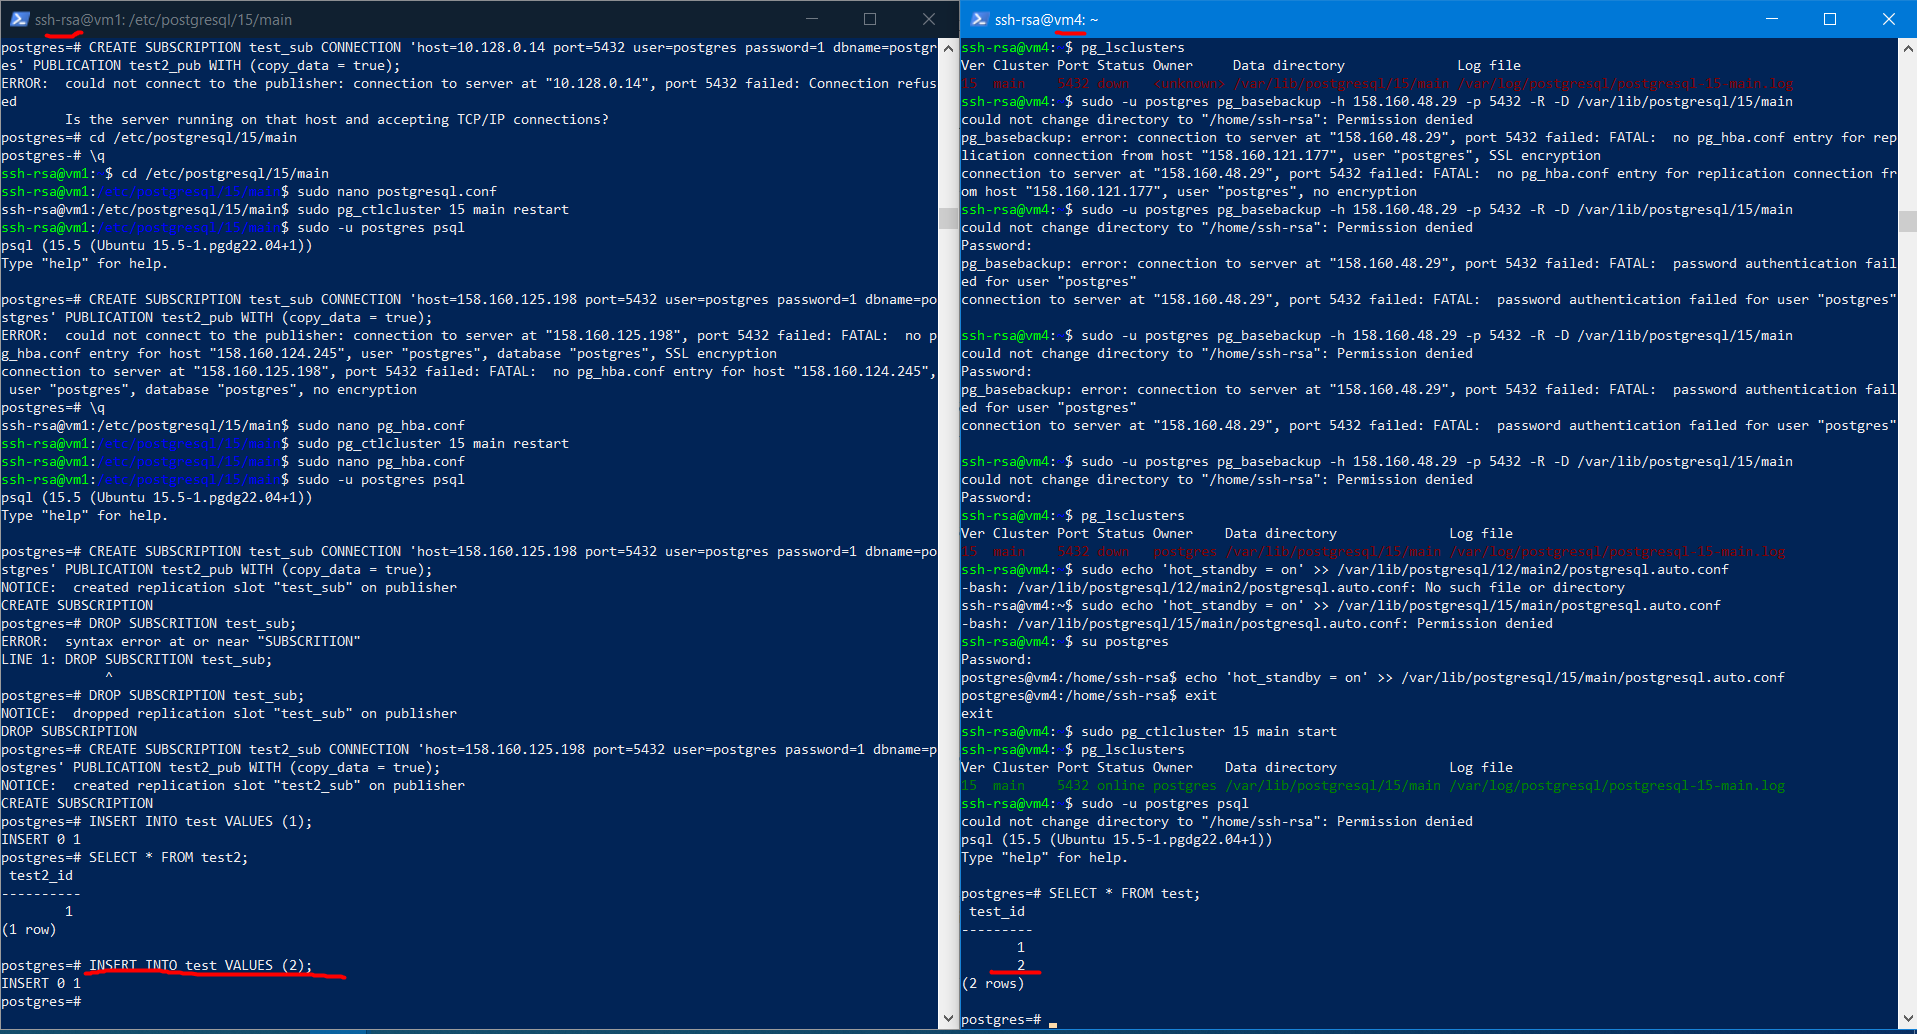 ssh-rsa@vm1: /etc/postgresql/15/main
postgres=# CREATE SUBSCRIPTION test_sub CONNECTION 'host=10.128.0.14 port=5432 user=postgres password=1 dbname=postgr
es' PUBLICATION test2_pub WITH (copy_data = true);
ERROR:  could not connect to the publisher: connection to server at "10.128.0.14", port 5432 failed: Connection refus
ed
        Is the server running on that host and accepting TCP/IP connections?
postgres=# cd /etc/postgresql/15/main
postgres-# \q
ssh-rsa@vm1:~$ cd /etc/postgresql/15/main
ssh-rsa@vm1:/etc/postgresql/15/main$ sudo nano postgresql.conf
ssh-rsa@vm1:/etc/postgresql/15/main$ sudo pg_ctlcluster 15 main restart
ssh-rsa@vm1:/etc/postgresql/15/main$ sudo -u postgres psql
psql (15.5 (Ubuntu 15.5-1.pgdg22.04+1))
Type "help" for help.
postgres=# CREATE SUBSCRIPTION test_sub CONNECTION 'host=158.160.125.198 port=5432 user=postgres password=1 dbname=po
stgres' PUBLICATION test2_pub WITH (copy_data = true);
ERROR:  could not connect to the publisher: connection to server at "158.160.125.198", port 5432 failed: FATAL:  no p
g_hba.conf entry for host "158.160.124.245", user "postgres", database "postgres", SSL encryption
connection to server at "158.160.125.198", port 5432 failed: FATAL:  no pg_hba.conf entry for host "158.160.124.245",
 user "postgres", database "postgres", no encryption
postgres=# \q
ssh-rsa@vm1:/etc/postgresql/15/main$ sudo nano pg_hba.conf
ssh-rsa@vm1:/etc/postgresql/15/main$ sudo pg_ctlcluster 15 main restart
ssh-rsa@vm1:/etc/postgresql/15/main$ sudo nano pg_hba.conf
ssh-rsa@vm1:/etc/postgresql/15/main$ sudo -u postgres psql
psql (15.5 (Ubuntu 15.5-1.pgdg22.04+1))
Type "help" for help.
postgres=# CREATE SUBSCRIPTION test_sub CONNECTION 'host=158.160.125.198 port=5432 user=postgres password=1 dbname=po
stgres' PUBLICATION test2_pub WITH (copy_data = true);
NOTICE:  created replication slot "test_sub" on publisher
CREATE SUBSCRIPTION
postgres=# DROP SUBSCRITION test_sub;
ERROR:  syntax error at or near "SUBSCRITION"
LINE 1: DROP SUBSCRITION test_sub;
             ^
postgres=# DROP SUBSCRIPTION test_sub;
NOTICE:  dropped replication slot "test_sub" on publisher
DROP SUBSCRIPTION
postgres=# CREATE SUBSCRIPTION test2_sub CONNECTION 'host=158.160.125.198 port=5432 user=postgres password=1 dbname=p
ostgres' PUBLICATION test2_pub WITH (copy_data = true);
NOTICE:  created replication slot "test2_sub" on publisher
CREATE SUBSCRIPTION
postgres=# INSERT INTO test VALUES (1);
INSERT 0 1
postgres=# SELECT * FROM test2;
 test2_id
----------
        1
(1 row)
postgres=# INSERT INTO test VALUES (2);
INSERT 0 1
postgres=#
ssh-rsa@vm4: ~
ssh-rsa@vm4:~$ pg_lsclusters
Ver Cluster Port Status Owner     Data directory              Log file
15  main    5432 down   <unknown> /var/lib/postgresql/15/main /var/log/postgresql/postgresql-15-main.log
ssh-rsa@vm4:~$ sudo -u postgres pg_basebackup -h 158.160.48.29 -p 5432 -R -D /var/lib/postgresql/15/main
could not change directory to "/home/ssh-rsa": Permission denied
pg_basebackup: error: connection to server at "158.160.48.29", port 5432 failed: FATAL:  no pg_hba.conf entry for rep
lication connection from host "158.160.121.177", user "postgres", SSL encryption
connection to server at "158.160.48.29", port 5432 failed: FATAL:  no pg_hba.conf entry for replication connection fr
om host "158.160.121.177", user "postgres", no encryption
ssh-rsa@vm4:~$ sudo -u postgres pg_basebackup -h 158.160.48.29 -p 5432 -R -D /var/lib/postgresql/15/main
could not change directory to "/home/ssh-rsa": Permission denied
Password:
pg_basebackup: error: connection to server at "158.160.48.29", port 5432 failed: FATAL:  password authentication fail
ed for user "postgres"
connection to server at "158.160.48.29", port 5432 failed: FATAL:  password authentication failed for user "postgres"
ssh-rsa@vm4:~$ sudo -u postgres pg_basebackup -h 158.160.48.29 -p 5432 -R -D /var/lib/postgresql/15/main
could not change directory to "/home/ssh-rsa": Permission denied
Password:
pg_basebackup: error: connection to server at "158.160.48.29", port 5432 failed: FATAL:  password authentication fail
ed for user "postgres"
connection to server at "158.160.48.29", port 5432 failed: FATAL:  password authentication failed for user "postgres"
ssh-rsa@vm4:~$ sudo -u postgres pg_basebackup -h 158.160.48.29 -p 5432 -R -D /var/lib/postgresql/15/main
could not change directory to "/home/ssh-rsa": Permission denied
Password:
ssh-rsa@vm4:~$ pg_lsclusters
Ver Cluster Port Status Owner    Data directory              Log file
15  main    5432 down   postgres /var/lib/postgresql/15/main /var/log/postgresql/postgresql-15-main.log
ssh-rsa@vm4:~$ sudo echo 'hot_standby = on' >> /var/lib/postgresql/12/main2/postgresql.auto.conf
-bash: /var/lib/postgresql/12/main2/postgresql.auto.conf: No such file or directory
ssh-rsa@vm4:~$ sudo echo 'hot_standby = on' >> /var/lib/postgresql/15/main/postgresql.auto.conf
-bash: /var/lib/postgresql/15/main/postgresql.auto.conf: Permission denied
ssh-rsa@vm4:~$ su postgres
Password:
postgres@vm4:/home/ssh-rsa$ echo 'hot_standby = on' >> /var/lib/postgresql/15/main/postgresql.auto.conf
postgres@vm4:/home/ssh-rsa$ exit
exit
ssh-rsa@vm4:~$ sudo pg_ctlcluster 15 main start
ssh-rsa@vm4:~$ pg_lsclusters
Ver Cluster Port Status Owner    Data directory              Log file
15  main    5432 online postgres /var/lib/postgresql/15/main /var/log/postgresql/postgresql-15-main.log
ssh-rsa@vm4:~$ sudo -u postgres psql
could not change directory to "/home/ssh-rsa": Permission denied
psql (15.5 (Ubuntu 15.5-1.pgdg22.04+1))
Type "help" for help.
postgres=# SELECT * FROM test;
 test_id
---------
       1
       2
(2 rows)
postgres=#